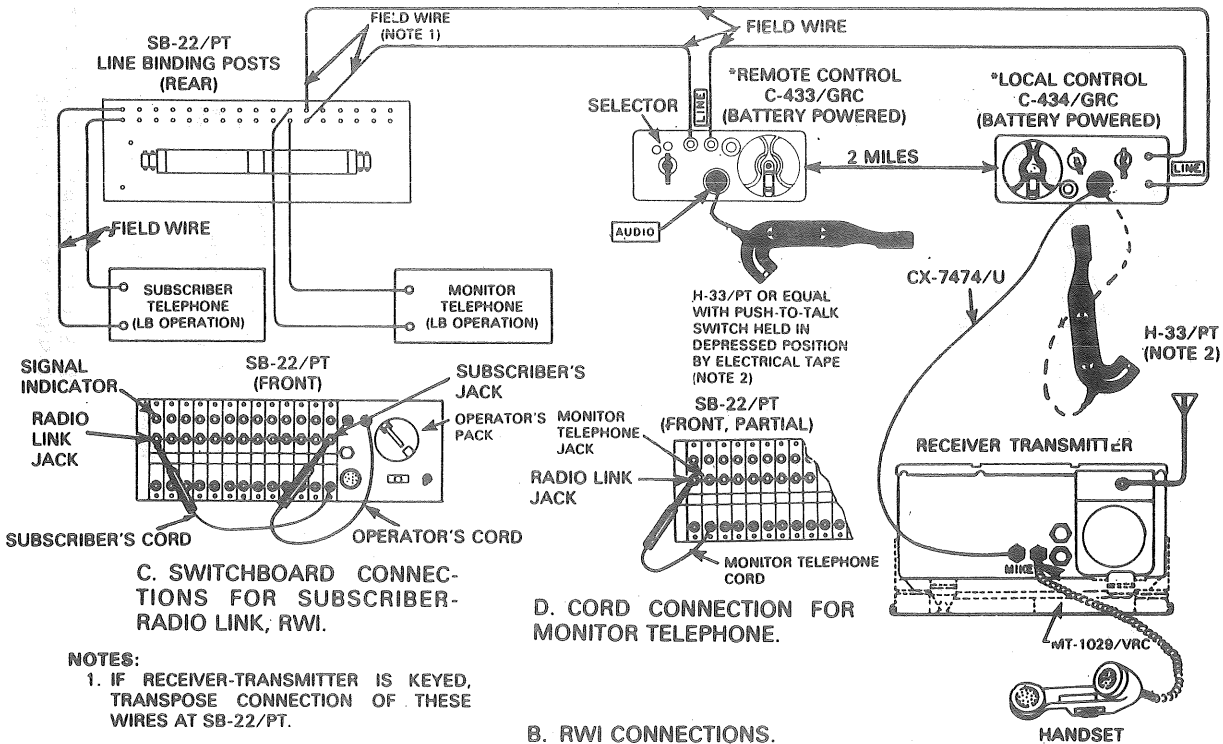 FIELD WIRE
(NOTE 1)
FIELD WIRE
SB-22/PT
LINE BINDING POSTS
(REAR)
SELECTOR
LINE
*REMOTE CONTROL
C-433/GRC
(BATTERY POWERED)
*LOCAL CONTROL
C-434/GRC
(BATTERY POWERED)
2 MILES
LINE
AUDIO
FIELD WIRE
SUBSCRIBER
TELEPHONE
(LB OPERATION)
MONITOR
TELEPHONE
(LB OPERATION)
CX-7474/U
H-33/PT OR EQUAL
WITH PUSH-TO-TALK
SWITCH HELD IN
DEPRESSED POSITION
BY ELECTRICAL TAPE
(NOTE 2)
H-33/PT
(NOTE 2)
SIGNAL
INDICATOR
SB-22/PT
(FRONT)
SUBSCRIBER'S
JACK
RADIO
LINK
JACK
OPERATOR'S
PACK
MONITOR
TELEPHONE
JACK
SB-22/PT
(FRONT, PARTIAL)
RADIO LINK
JACK
RECEIVER TRANSMITTER
SUBSCRIBER'S CORD
OPERATOR'S CORD
MONITOR TELEPHONE
CORD
MIKE
C. SWITCHBOARD CONNEC-
TIONS FOR SUBSCRIBER-
RADIO LINK, RWI.
D. CORD CONNECTION FOR
MONITOR TELEPHONE.
MT-1029/VRC
NOTES:
1. IF RECEIVER-TRANSMITTER IS KEYED,
TRANSPOSE CONNECTION OF THESE
WIRES AT SB-22/PT.
B. RWI CONNECTIONS.
HANDSET